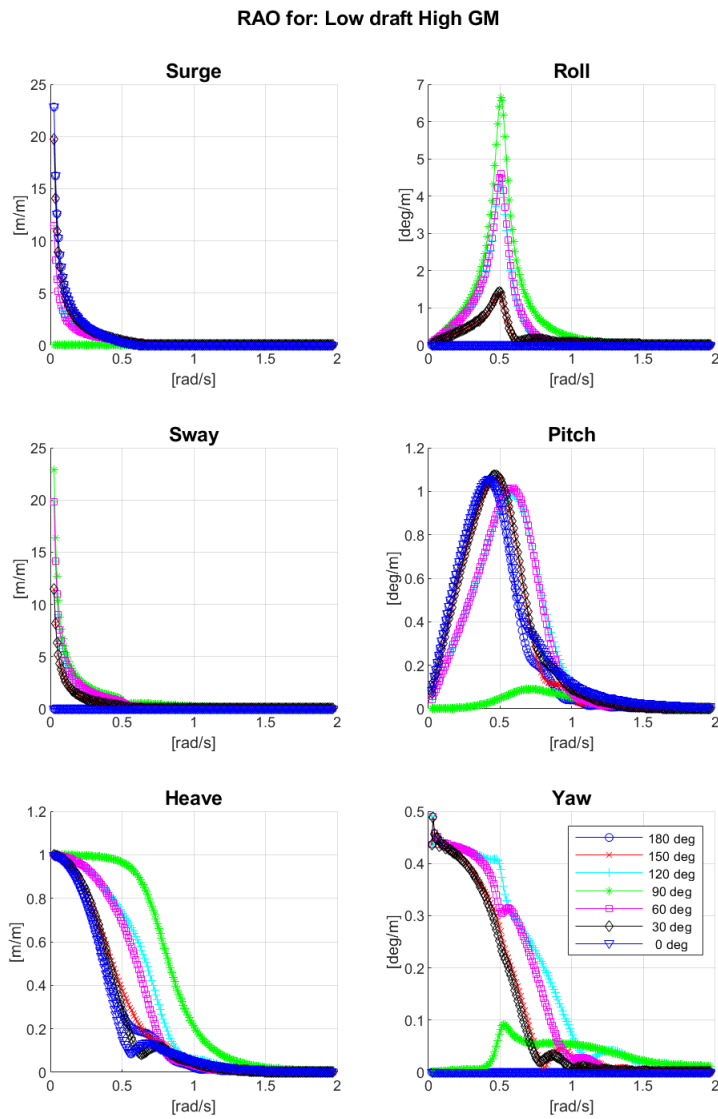 RAO for: Low draft High GM
Surge
25
20
15
10
5
0
[m/m]
0 0.5 1 1.5 2
[rad/s]
Roll
7
6
5
4
3
2
1
0
[deg/m]
0 0.5 1 1.5 2
[rad/s]
Sway
25
20
15
10
5
0
[m/m]
0 0.5 1 1.5 2
[rad/s]
Pitch
1.2
1
0.8
0.6
0.4
0.2
0
[deg/m]
0 0.5 1 1.5 2
[rad/s]
Heave
1.2
1
0.8
0.6
0.4
0.2
0
[m/m]
0 0.5 1 1.5 2
[rad/s]
Yaw
0.5
0.4
0.3
0.2
0.1
0
[deg/m]
180 deg
150 deg
120 deg
90 deg
60 deg
30 deg
0 deg
0 0.5 1 1.5 2
[rad/s]